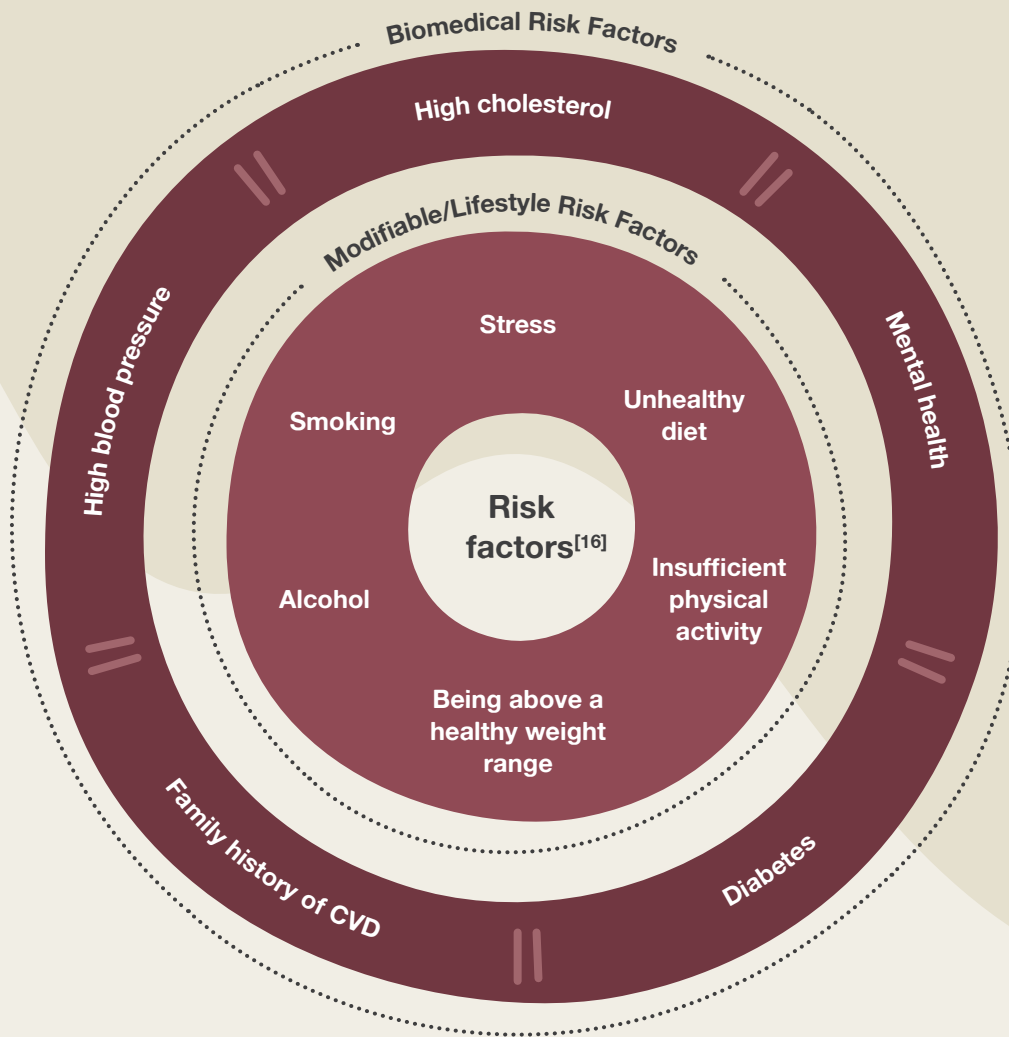 Biomedical Risk Factors
High cholesterol
Mental health
Diabetes
Family history of CVD
High blood pressure
Modifiable/Lifestyle Risk Factors
Stress
Unhealthy
diet
Insufficient
physical
activity
Being above a
healthy weight
range
Alcohol
Smoking
Risk
factors[16]